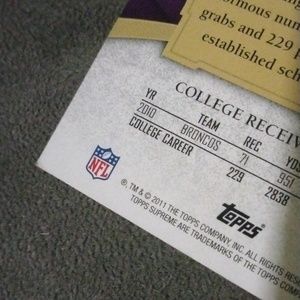 ormous num
grabs and 229
established sch
COLLEGE RECEIV
YR TEAM REC YDS
2010 BRONCOS 71 951
COLLEGE CAREER 229 2838
NFL
®, TM & © 2011 THE TOPPS COMPANY, INC. ALL RIGHTS RESE
TOPPS SUPREME ARE TRADEMARKS OF THE TOPPS COM
Topps